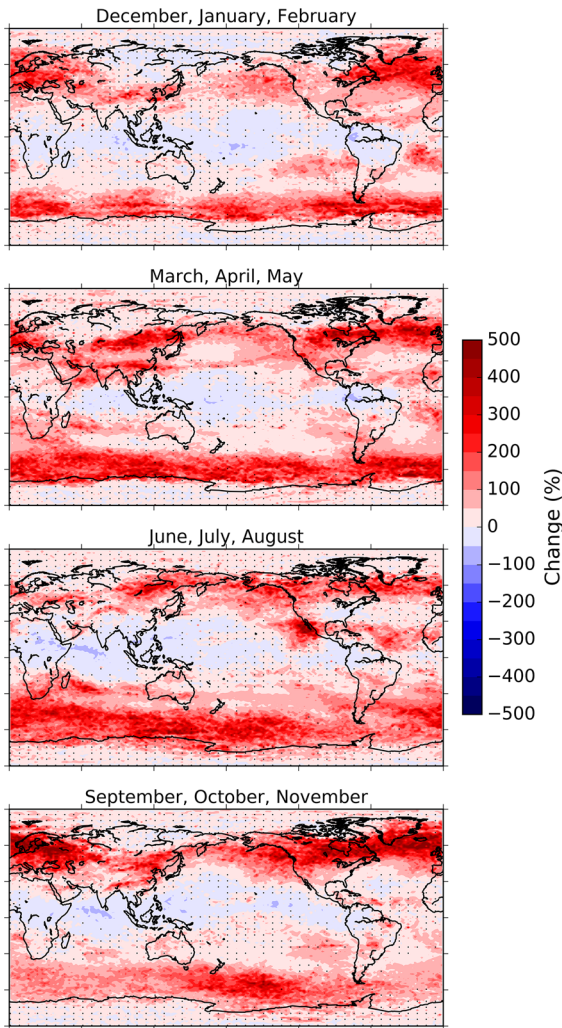 December, January, February
March, April, May
June, July, August
September, October, November
500
400
300
200
100
0
−100
−200
−300
−400
−500
Change (%)